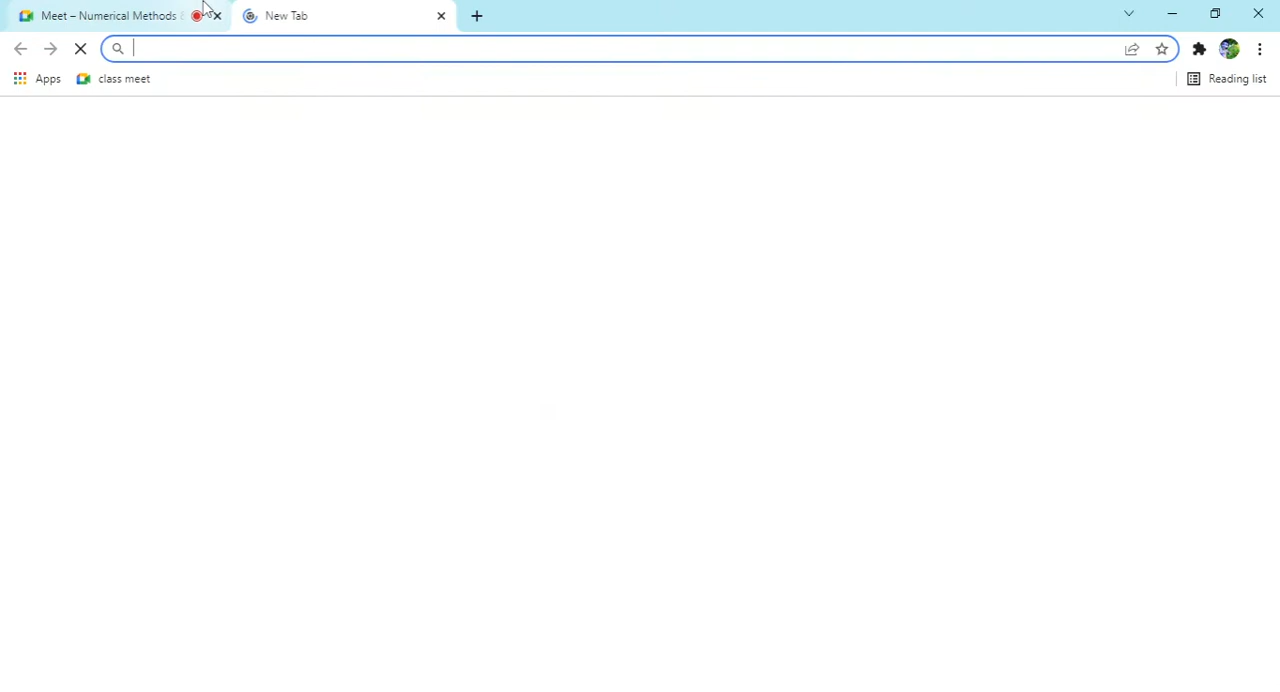 Meet – Numerical Methods
New Tab
Apps
class meet
Reading list